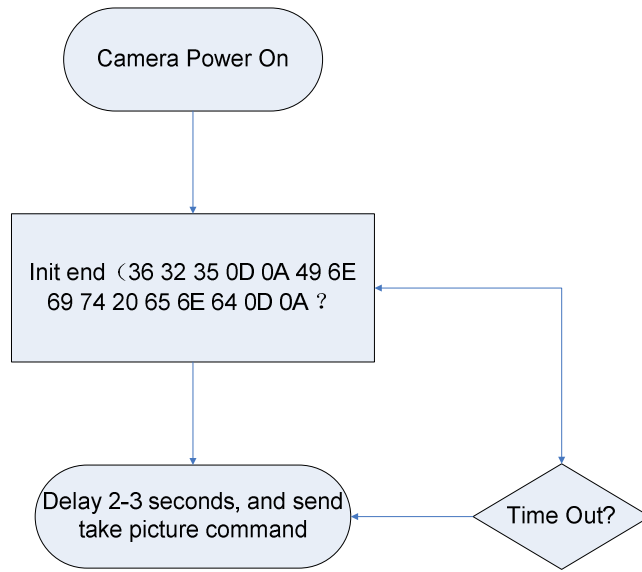 Camera Power On
Init end（36 32 35 0D 0A 49 6E
69 74 20 65 6E 64 0D 0A ？
Delay 2-3 seconds, and send
take picture command
Time Out?